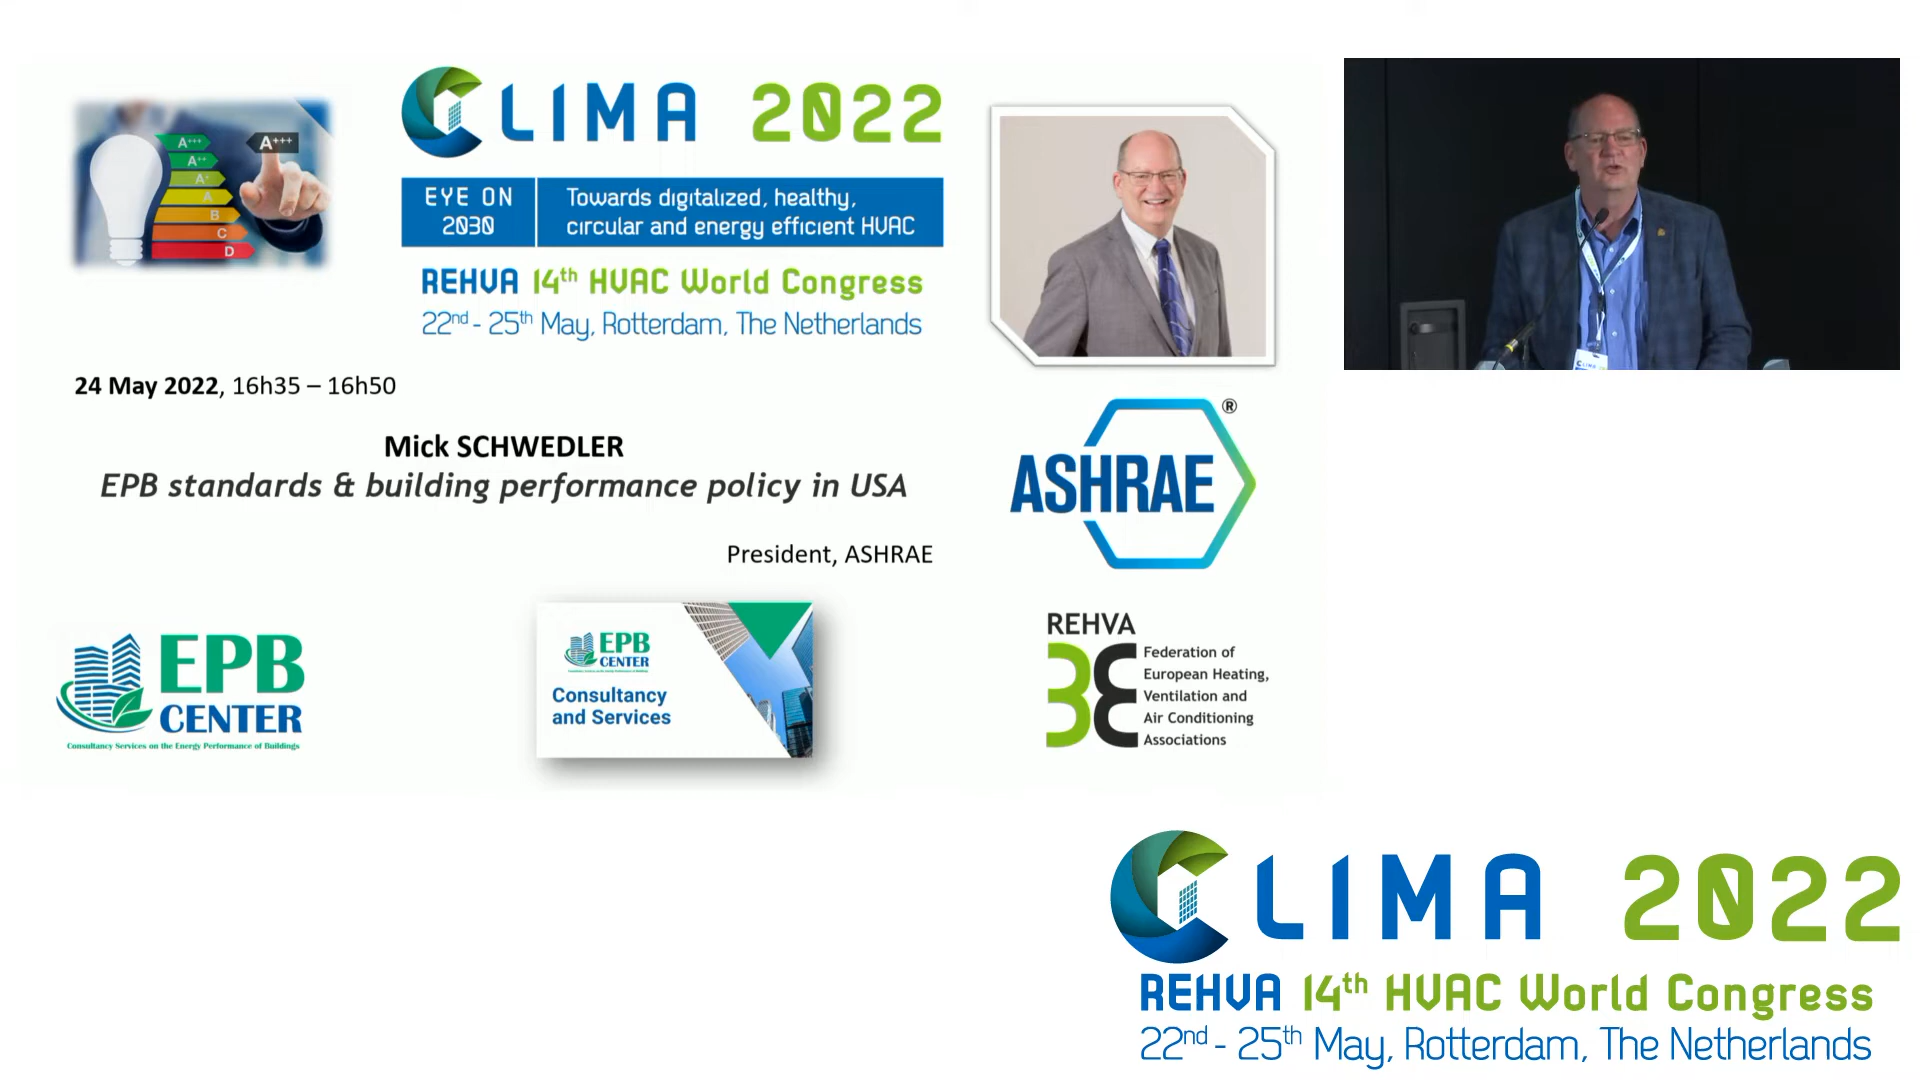 A+++
A++
A+
A
B
C
D
A+++
CLIMA 2022
EYE ON 2030
Towards digitalized, healthy,
circular and energy efficient HVAC
REHVA 14th HVAC World Congress
22nd - 25th May, Rotterdam, The Netherlands
24 May 2022, 16h35 – 16h50
Mick SCHWEDLER
EPB standards & building performance policy in USA
President, ASHRAE
ASHRAE®
EPB
CENTER
Consultancy Services on the Energy Performance of Buildings
EPB
CENTER
Consultancy
and Services
REHVA
Federation of
European Heating,
Ventilation and
Air Conditioning
Associations
CLIMA
CLIMA 2022
REHVA 14th HVAC World Congress
22nd - 25th May, Rotterdam, The Netherlands